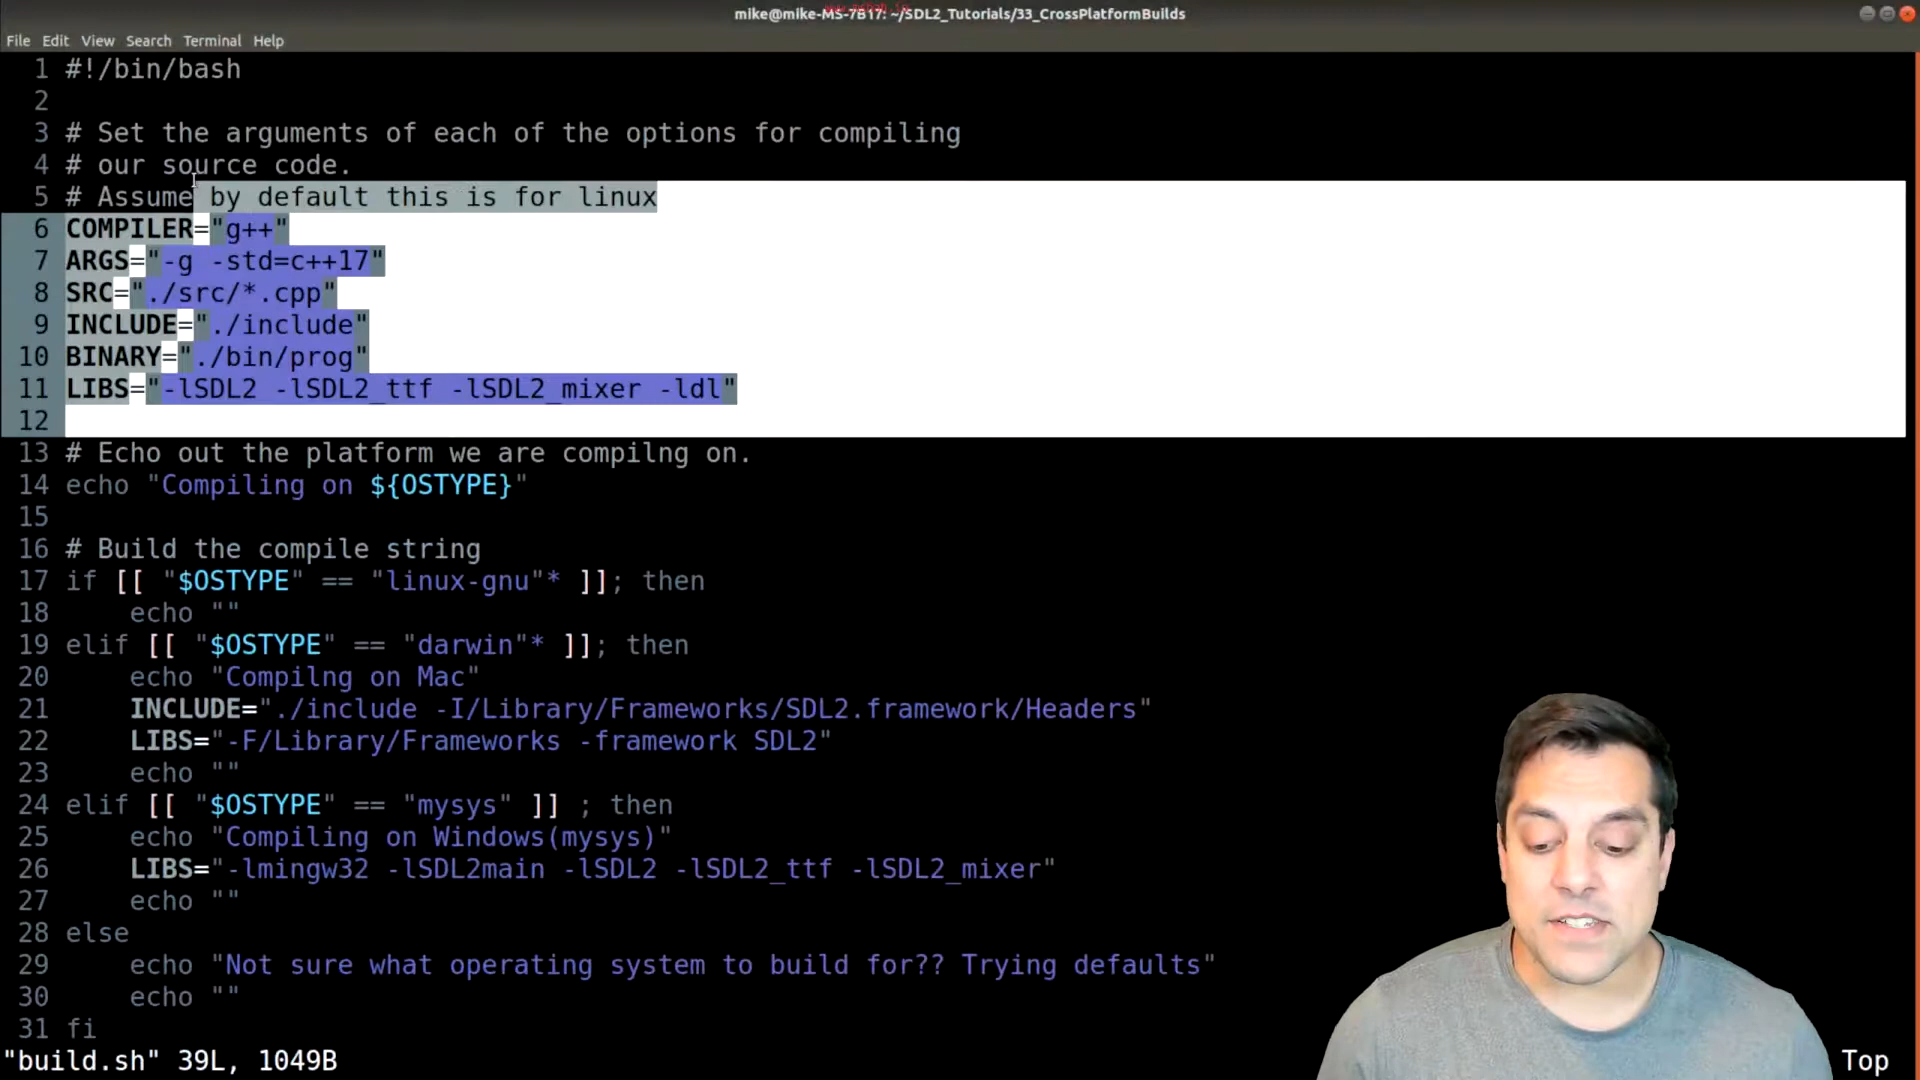 mike@mike-MS-7B17: ~/SDL2_Tutorials/33_CrossPlatformBuilds
File Edit View Search Terminal Help
1 #!/bin/bash
2
3 # Set the arguments of each of the options for compiling
4 # our source code.
5 # Assume by default this is for linux
6 COMPILER="g++"
7 ARGS="-g -std=c++17"
8 SRC="./src/*.cpp"
9 INCLUDE="./include"
10 BINARY="./bin/prog"
11 LIBS="-lSDL2 -lSDL2_ttf -lSDL2_mixer -ldl"
12
13 # Echo out the platform we are compilng on.
14 echo "Compiling on ${OSTYPE}"
15
16 # Build the compile string
17 if [[ "$OSTYPE" == "linux-gnu"* ]]; then
18     echo ""
19 elif [[ "$OSTYPE" == "darwin"* ]]; then
20     echo "Compilng on Mac"
21     INCLUDE="./include -I/Library/Frameworks/SDL2.framework/Headers"
22     LIBS="-F/Library/Frameworks -framework SDL2"
23     echo ""
24 elif [[ "$OSTYPE" == "mysys" ]] ; then
25     echo "Compiling on Windows(mysys)"
26     LIBS="-lmingw32 -lSDL2main -lSDL2 -lSDL2_ttf -lSDL2_mixer"
27     echo ""
28 else
29     echo "Not sure what operating system to build for?? Trying defaults"
30     echo ""
31 fi
"build.sh" 39L, 1049B
Top